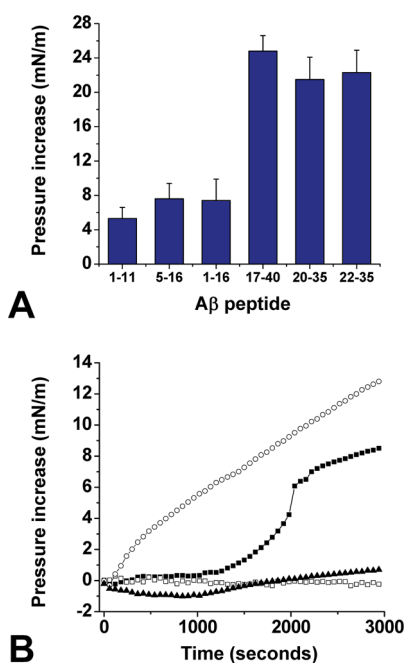 28
24
20
16
12
8
4
0
Pressure increase (mN/m)
1-11 5-16 1-16 17-40 20-35 22-35
Aβ peptide
A
14
12
10
8
6
4
2
0
-2
Pressure increase (mN/m)
0 1000 2000 3000
Time (seconds)
B